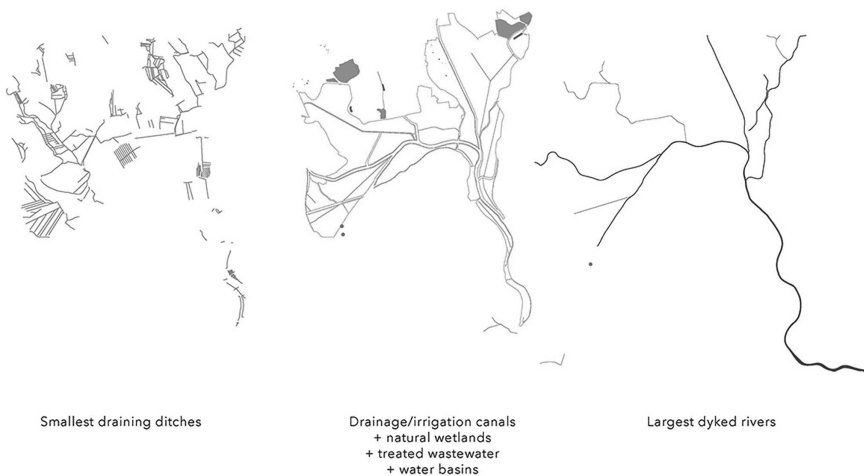 Smallest draining ditches
Drainage/irrigation canals
+ natural wetlands
+ treated wastewater
+ water basins
Largest dyked rivers